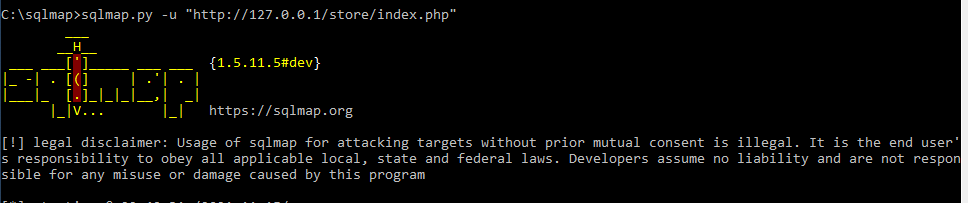 C:\sqlmap>sqlmap.py -u "http://127.0.0.1/store/index.php"
        ___
       __H__
 ___ ___[']_____ ___ ___  {1.5.11.5#dev}
|_ -| . [(]     | .'| . |
|___|_  [.]_|_|_|__,|  _|
      |_|V...       |_|   https://sqlmap.org
[!] legal disclaimer: Usage of sqlmap for attacking targets without prior mutual consent is illegal. It is the end user'
s responsibility to obey all applicable local, state and federal laws. Developers assume no liability and are not respon
sible for any misuse or damage caused by this program